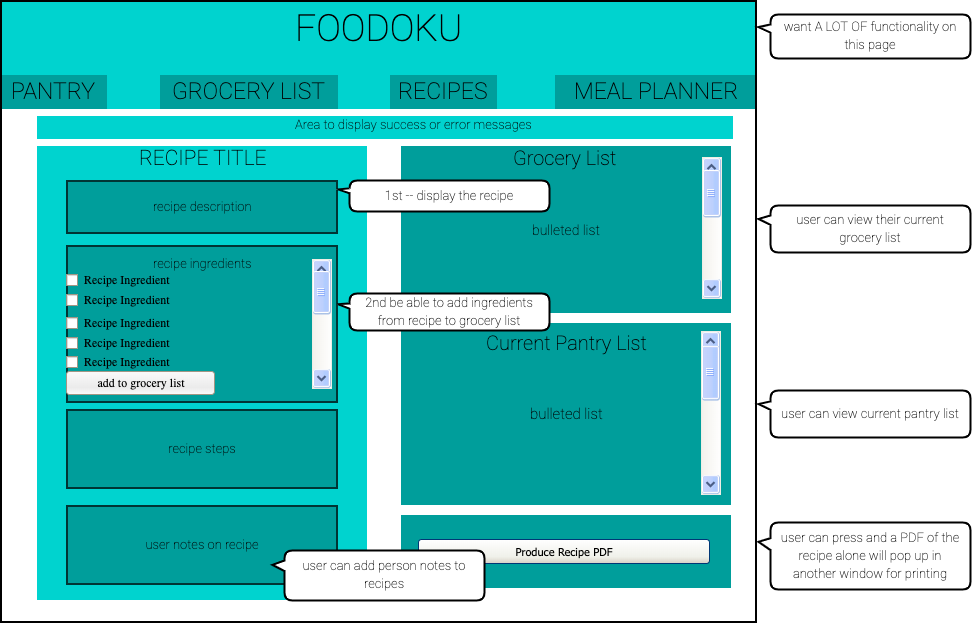 FOODOKU
want A LOT OF functionality on
this page
PANTRY
GROCERY LIST
RECIPES
MEAL PLANNER
Area to display success or error messages
RECIPE TITLE
recipe description
1st -- display the recipe
recipe ingredients
Recipe Ingredient
Recipe Ingredient
Recipe Ingredient
Recipe Ingredient
Recipe Ingredient
add to grocery list
2nd be able to add ingredients
from recipe to grocery list
recipe steps
user notes on recipe
user can add person notes to
recipes
Grocery List
bulleted list
user can view their current
grocery list
Current Pantry List
bulleted list
user can view current pantry list
Produce Recipe PDF
user can press and a PDF of the
recipe alone will pop up in
another window for printing